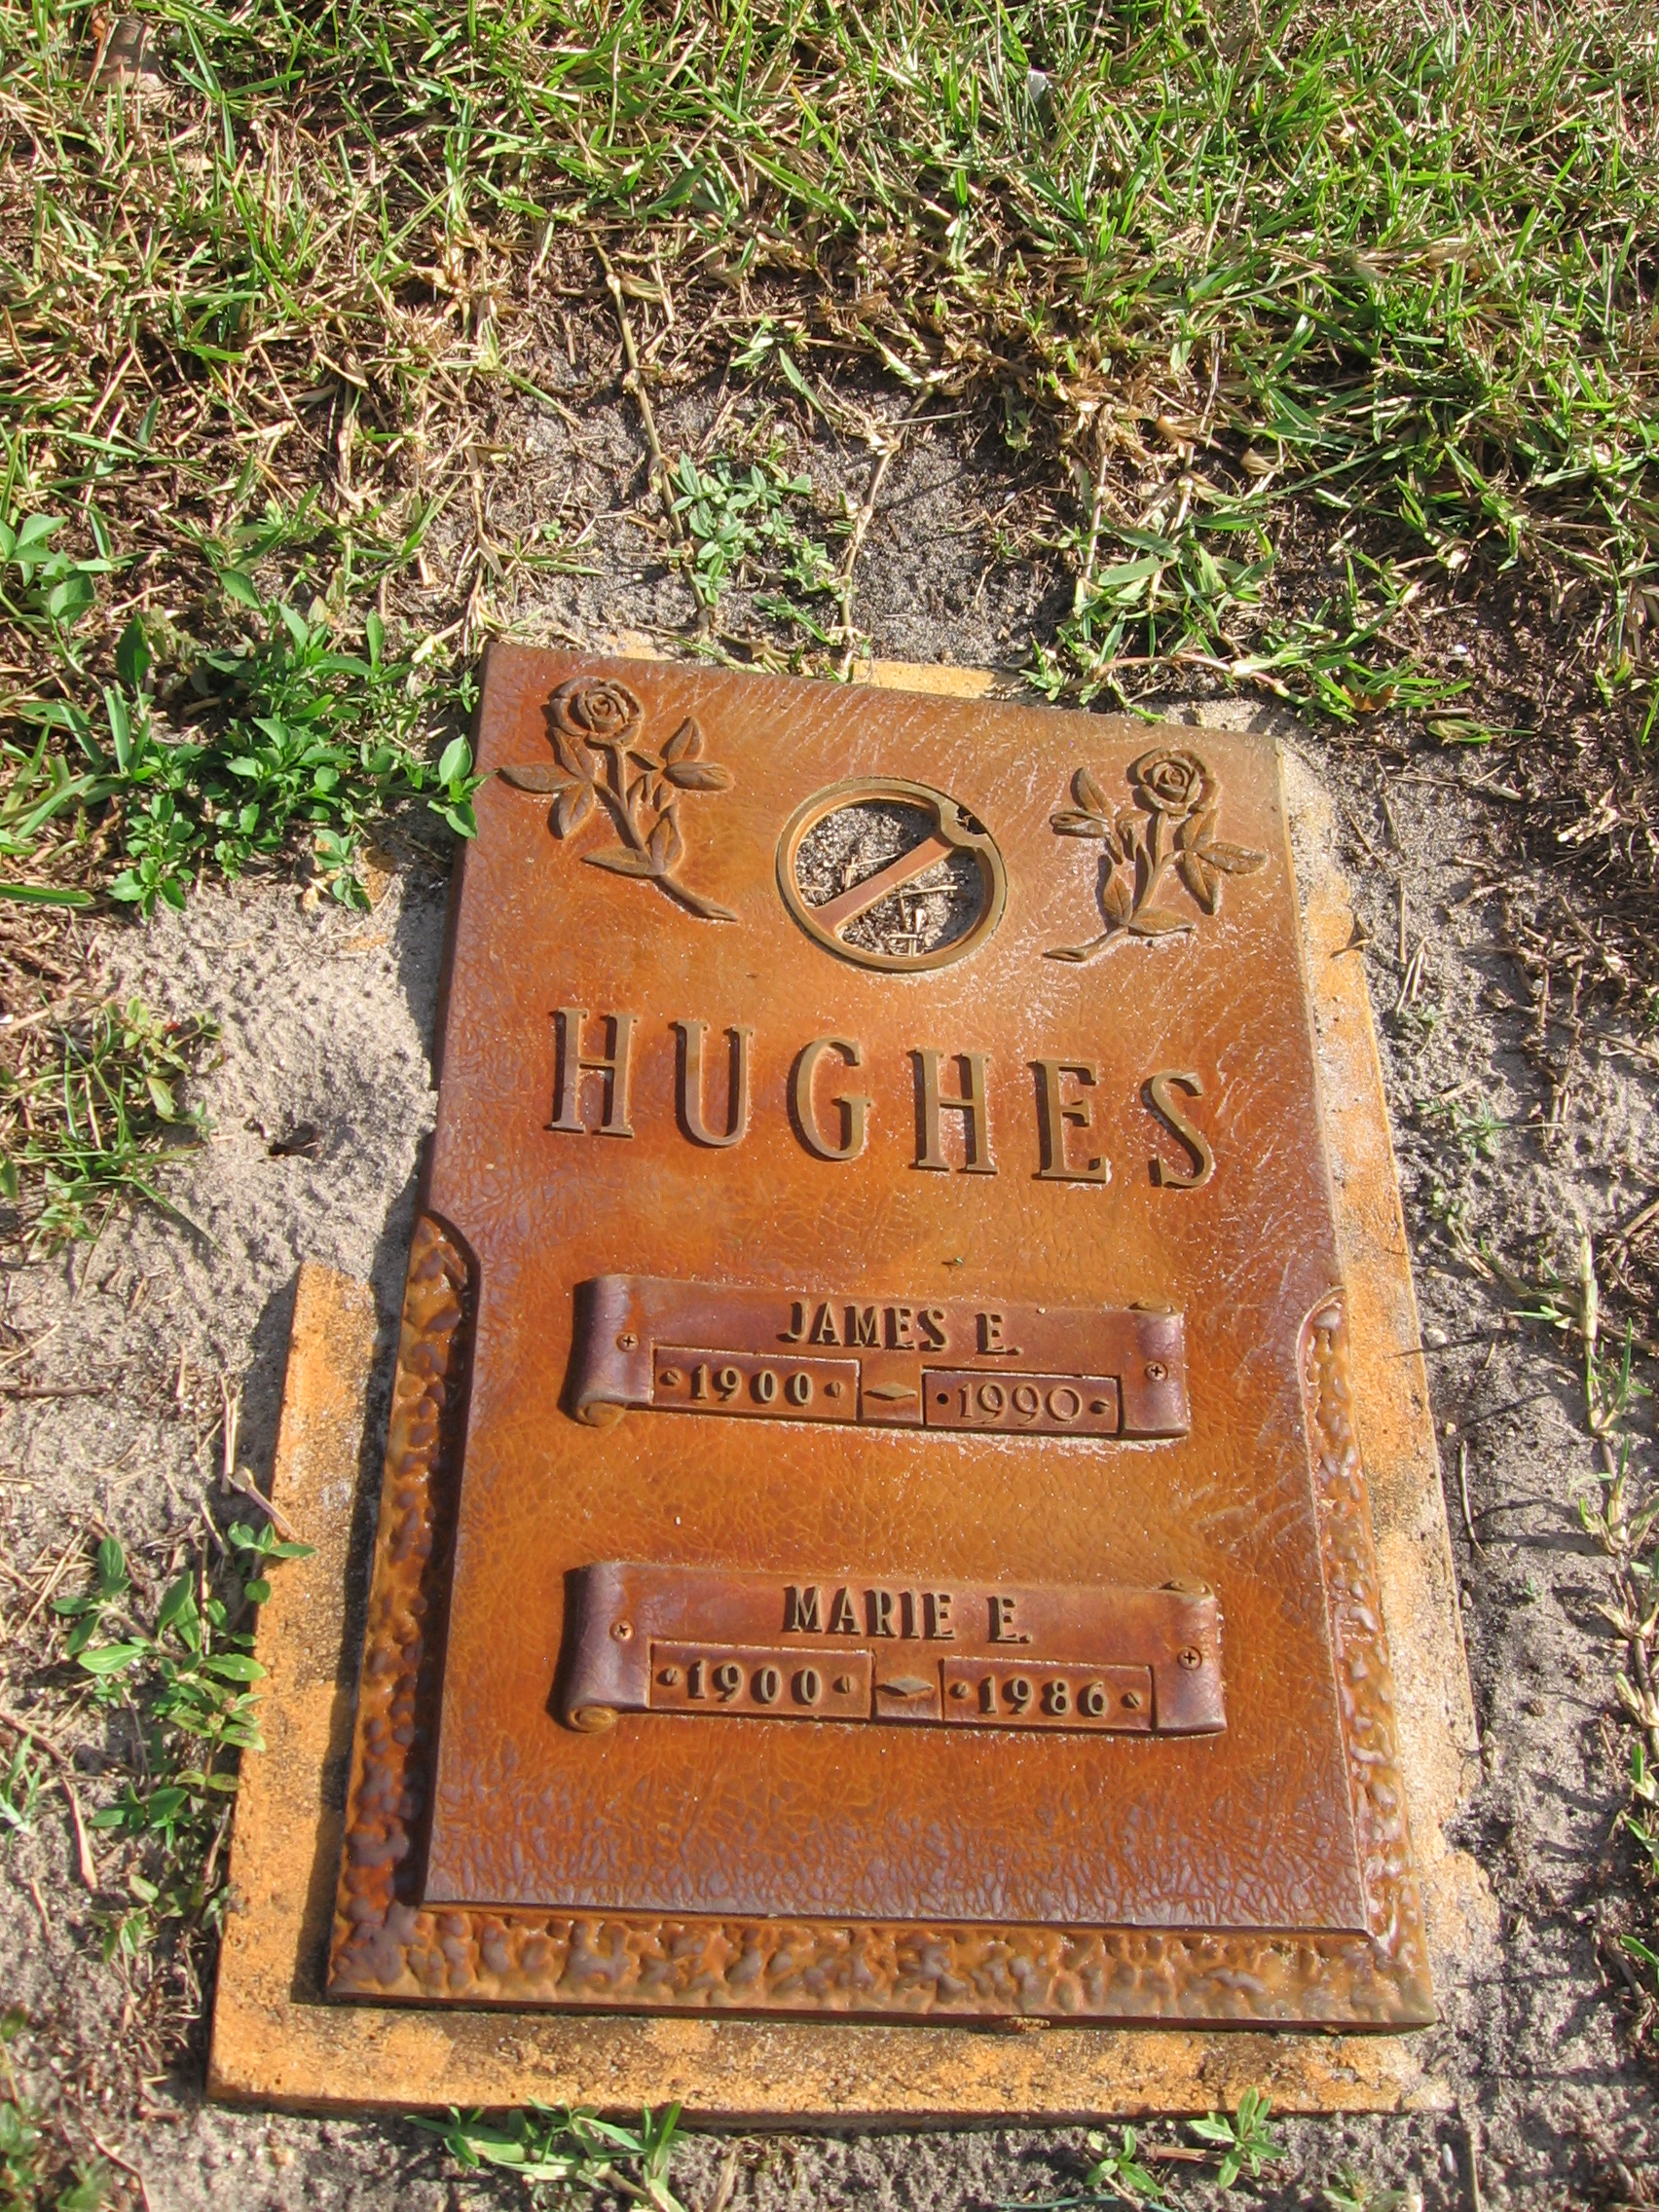 HUGHES
JAMES E.
1900 — 1990
MARIE E.
1900 — 1986